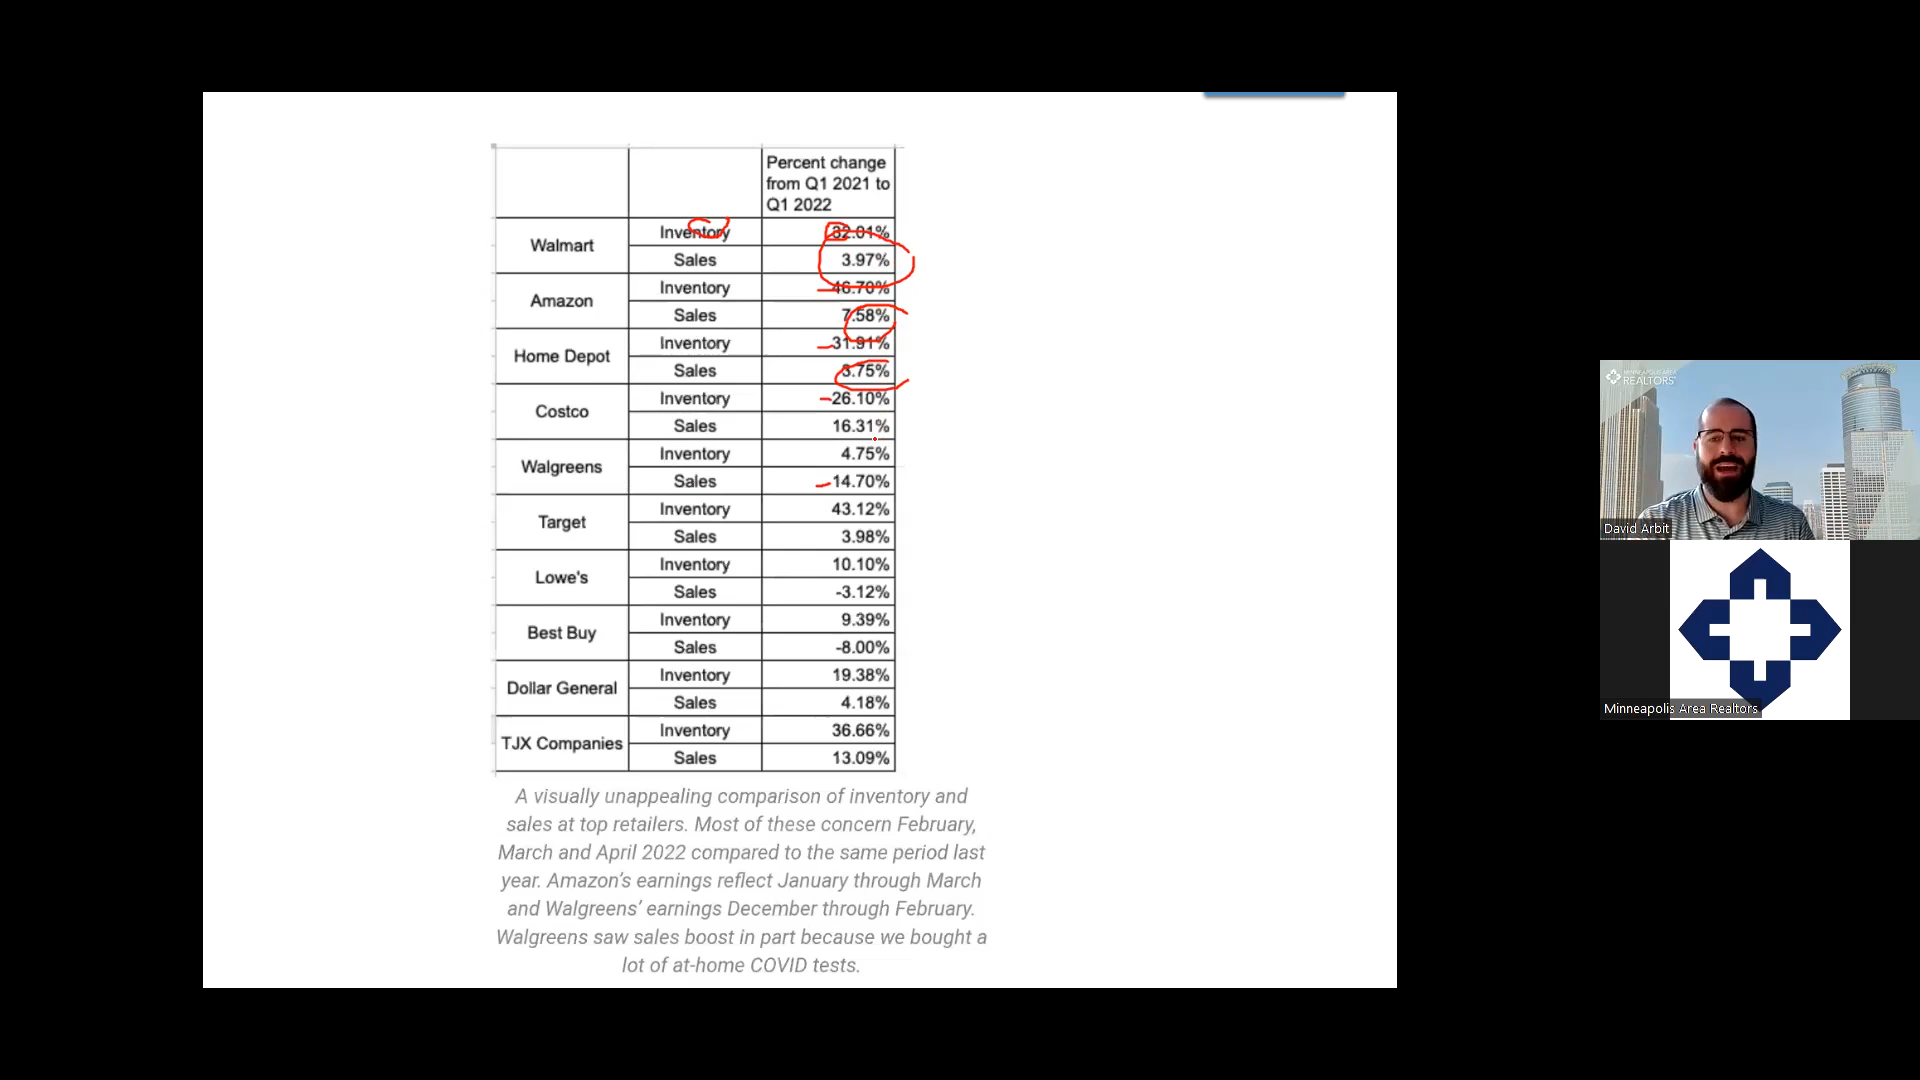 Percent change
from Q1 2021 to
Q1 2022
Walmart
Inventory
32.01%
Sales
3.97%
Amazon
Inventory
46.70%
Sales
7.58%
Home Depot
Inventory
31.91%
Sales
3.75%
Costco
Inventory
26.10%
Sales
16.31%
Walgreens
Inventory
4.75%
Sales
14.70%
Target
Inventory
43.12%
Sales
3.98%
Lowe's
Inventory
10.10%
Sales
-3.12%
Best Buy
Inventory
9.39%
Sales
-8.00%
Dollar General
Inventory
19.38%
Sales
4.18%
TJX Companies
Inventory
36.66%
Sales
13.09%
A visually unappealing comparison of inventory and
sales at top retailers. Most of these concern February,
March and April 2022 compared to the same period last
year. Amazon’s earnings reflect January through March
and Walgreens’ earnings December through February.
Walgreens saw sales boost in part because we bought a
lot of at-home COVID tests.
MINNEAPOLIS AREA
REALTORS
David Arbit
Minneapolis Area Realtors